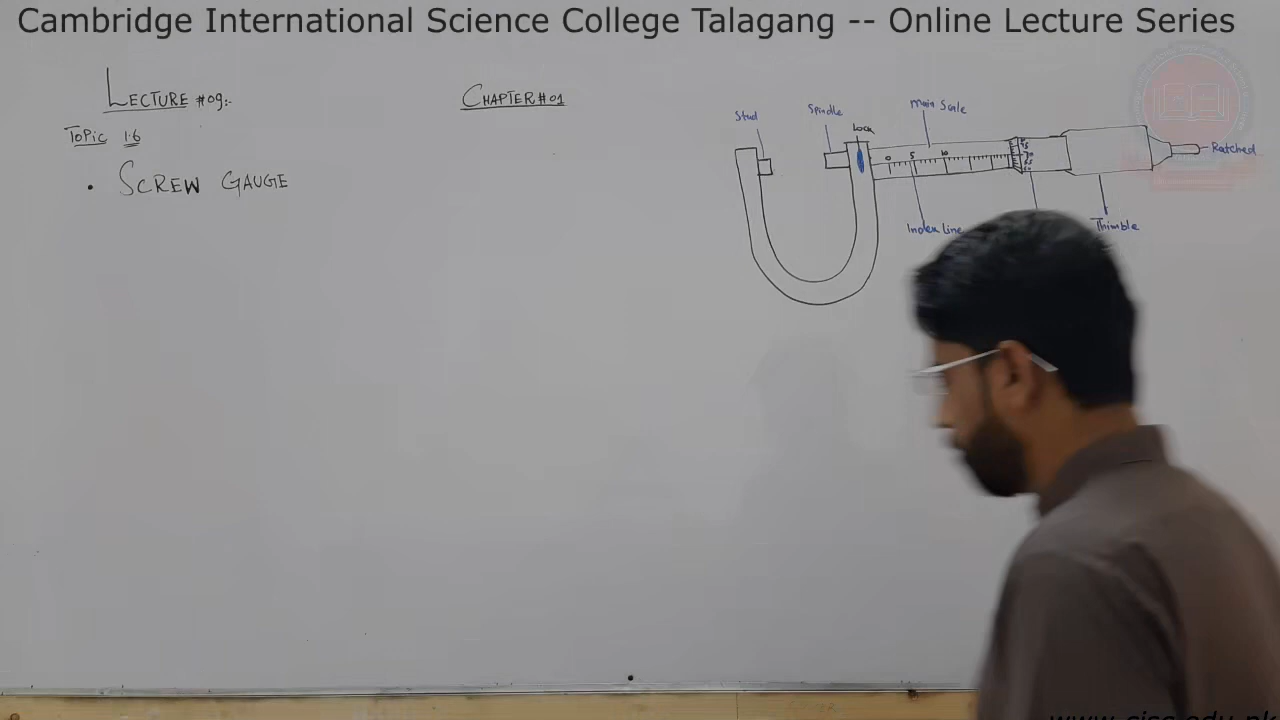 Cambridge International Science College Talagang -- Online Lecture Series
LECTURE #09:-
CHAPTER#01
TOPIC 1.6
• SCREW GAUGE
Stud
Spindle
Lock
Main Scale
0 5 10
Ratched
Index Line
Thimble